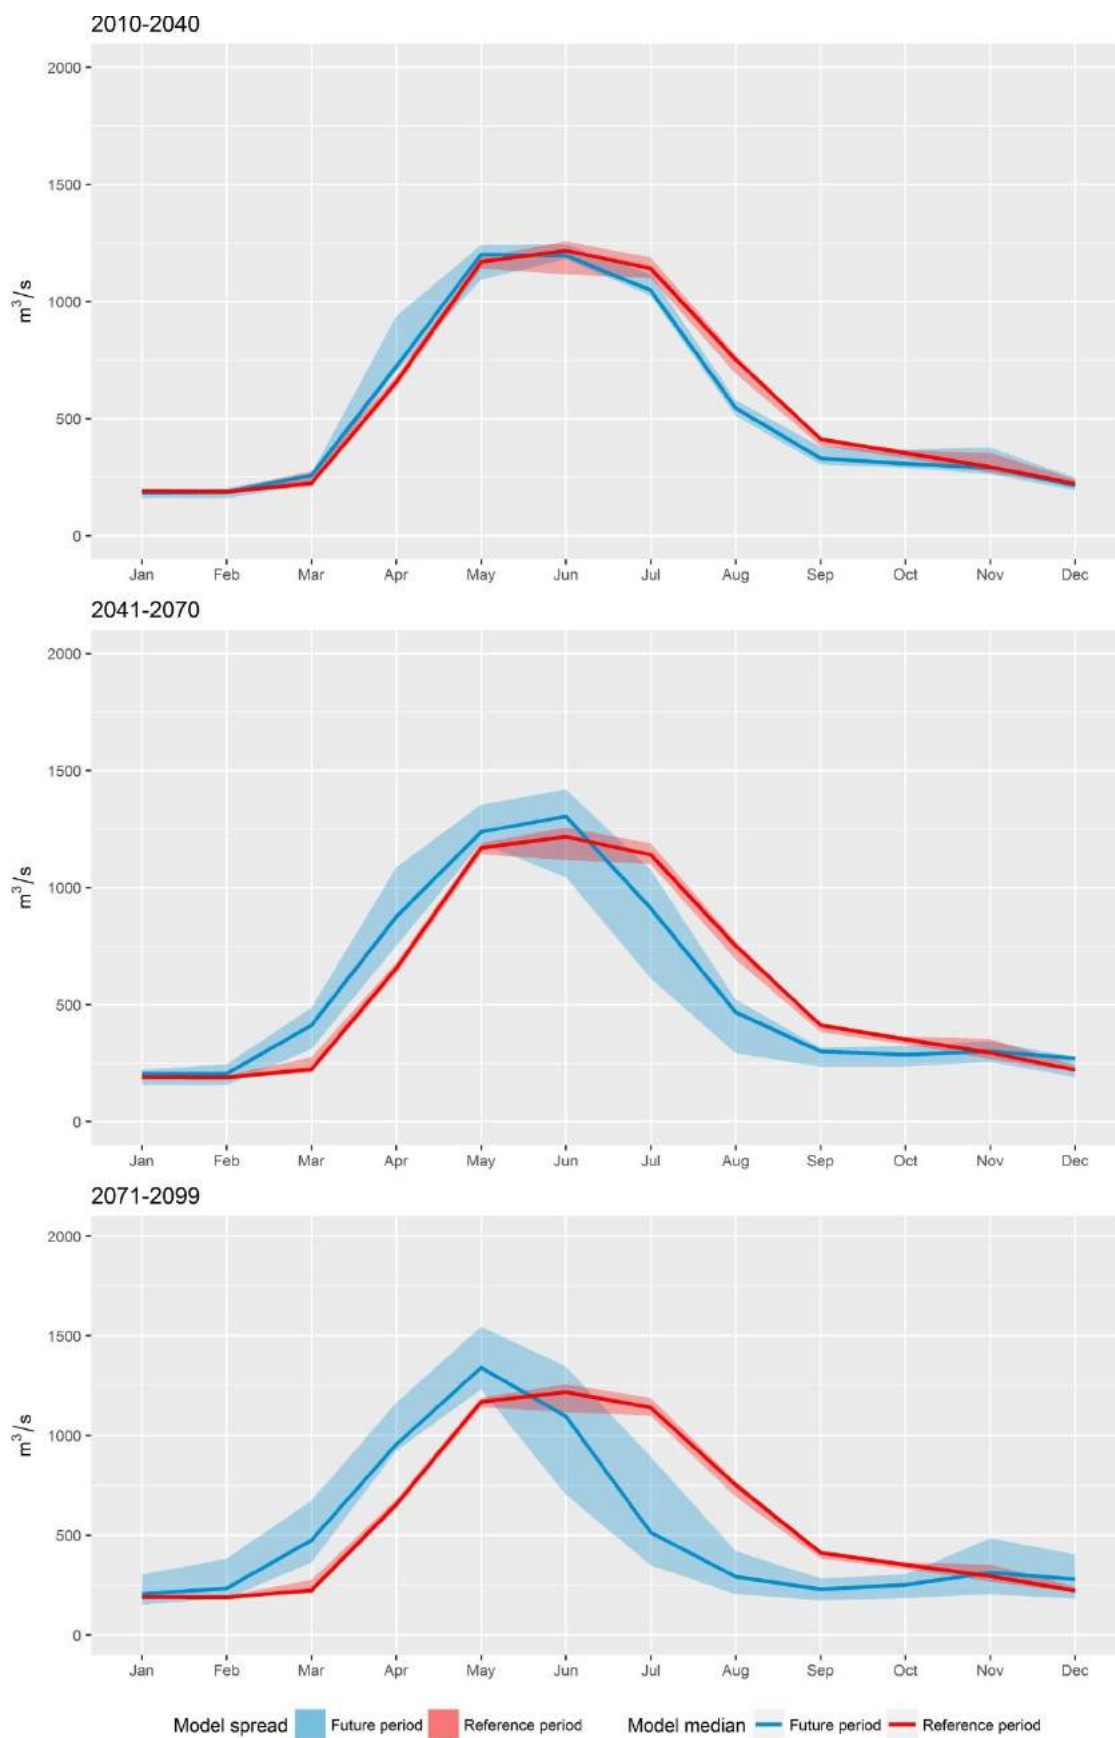 2010-2040
2000
1500
1000
500
0
m³/s
Jan Feb Mar Apr May Jun Jul Aug Sep Oct Nov Dec
2041-2070
2000
1500
1000
500
0
m³/s
Jan Feb Mar Apr May Jun Jul Aug Sep Oct Nov Dec
2071-2099
2000
1500
1000
500
0
m³/s
Jan Feb Mar Apr May Jun Jul Aug Sep Oct Nov Dec
Model spread Future period Reference period Model median Future period Reference period